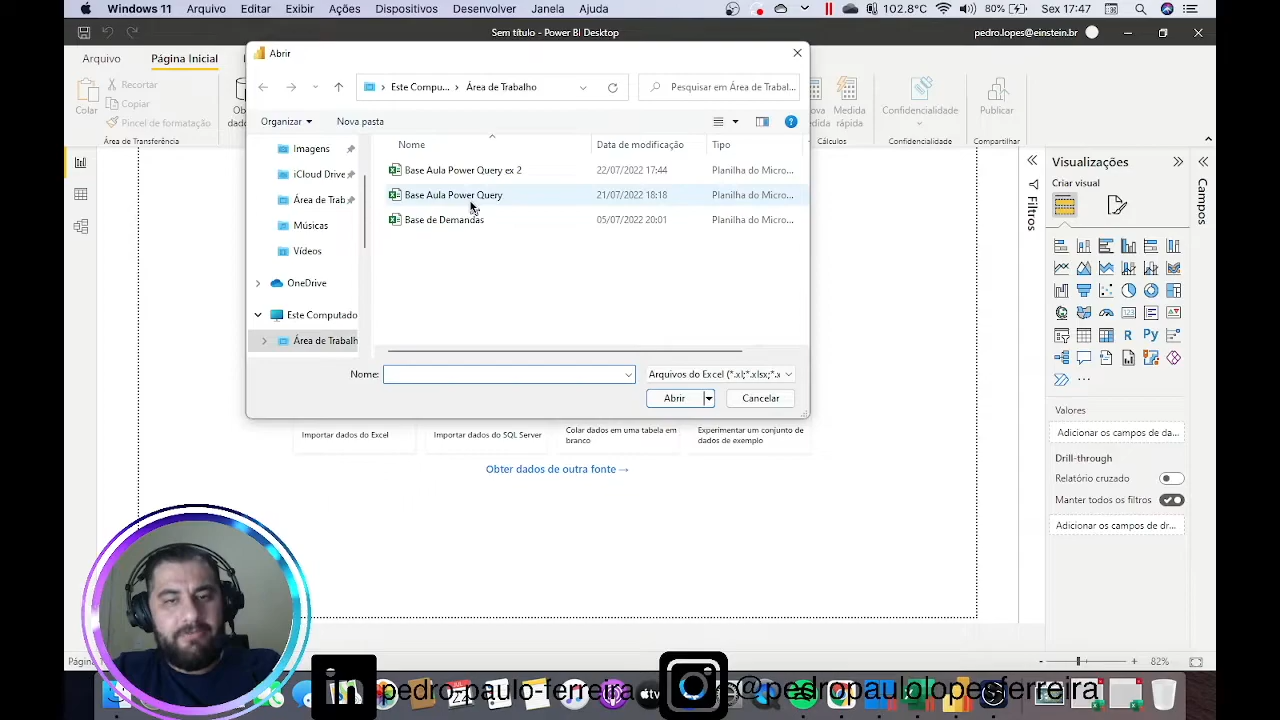 Windows 11 Arquivo Editar Exibir Ações Dispositivos Desenvolver Janela Ajuda 102.8°C 80% Sex 17:47
Sem título - Power BI Desktop pedro.lopes@einstein.br
Arquivo Página Inicial
Abrir
Este Compu... Área de Trabalho Pesquisar em Área de Trabal...
Organizar Nova pasta
Colar
Recortar
Copiar
Pincel de formatação
Área de Transferência
Medida rápida
Cálculos
Confidencialidade
Confidencialidade
Publicar
Compartilhar
Imagens
iCloud Drive
Área de Trab
Músicas
Vídeos
OneDrive
Este Computado
Área de Trabalh
Nome Data de modificação Tipo
Base Aula Power Query ex 2 22/07/2022 17:44 Planilha do Micro...
Base Aula Power Query 21/07/2022 18:18 Planilha do Micro...
Base de Demandas 05/07/2022 20:01 Planilha do Micro...
Nome: Arquivos do Excel (*.xl;*.xlsx;*.x
Abrir Cancelar
Importar dados do Excel
Importar dados do SQL Server
Colar dados em uma tabela em branco
Experimentar um conjunto de dados de exemplo
Obter dados de outra fonte →
Filtros
Visualizações
Criar visual
R Py
Valores
Adicionar os campos de da...
Drill-through
Relatório cruzado
Manter todos os filtros
Adicionar os campos de dr...
Campos
82%
in pedro-paulo-ferreira
@pedropaulolopesferreira